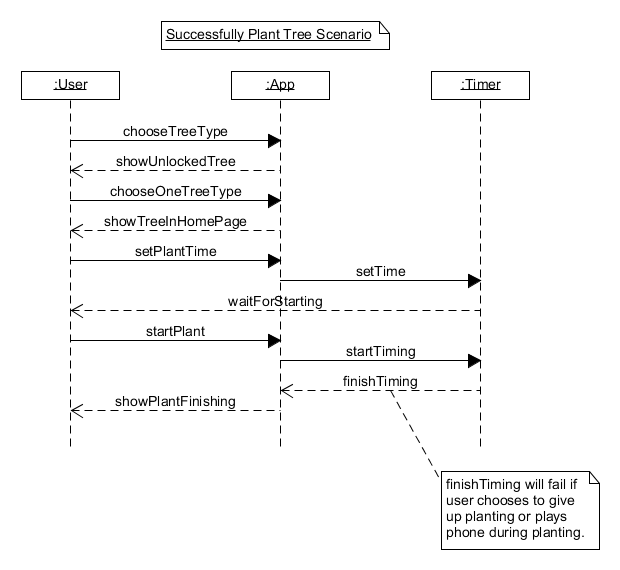 Successfully Plant Tree Scenario
:User
:App
:Timer
chooseTreeType
showUnlockedTree
chooseOneTreeType
showTreeInHomePage
setPlantTime
setTime
waitForStarting
startPlant
startTiming
finishTiming
showPlantFinishing
finishTiming will fail if
user chooses to give
up planting or plays
phone during planting.